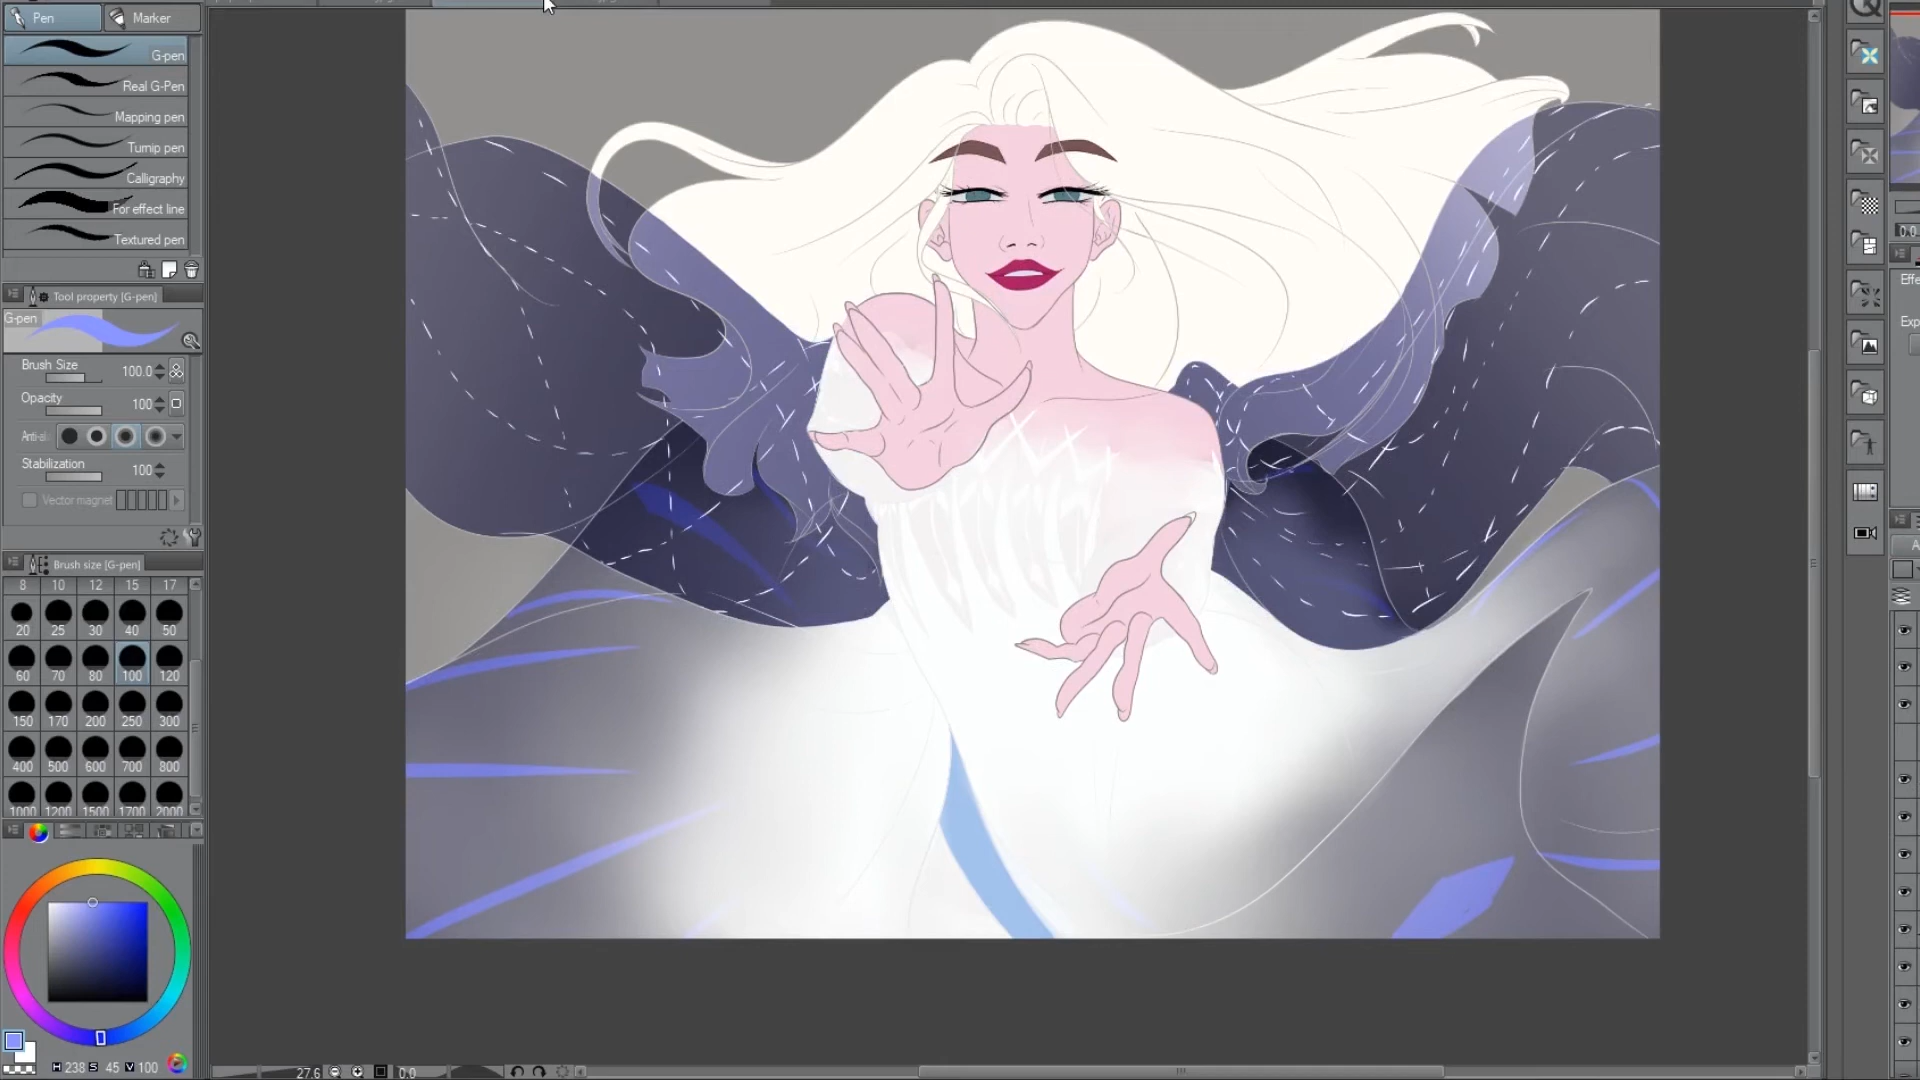 Pen
Marker
G-pen
Real G-Pen
Mapping pen
Turnip pen
Calligraphy
For effect line
Textured pen
Tool property [G-pen]
G-pen
Brush Size 100.0
Opacity 100
Stabilization 100
Vector magnet
Brush size [G-pen]
8 10 12 15 17
20 25 30 40 50
60 70 80 100 120
150 170 200 250 300
400 500 600 700 800
1000 1200 1500 1700 2000
H 238 S 45 V 100
27.6 0.0
0.0
Effe
Exp
A